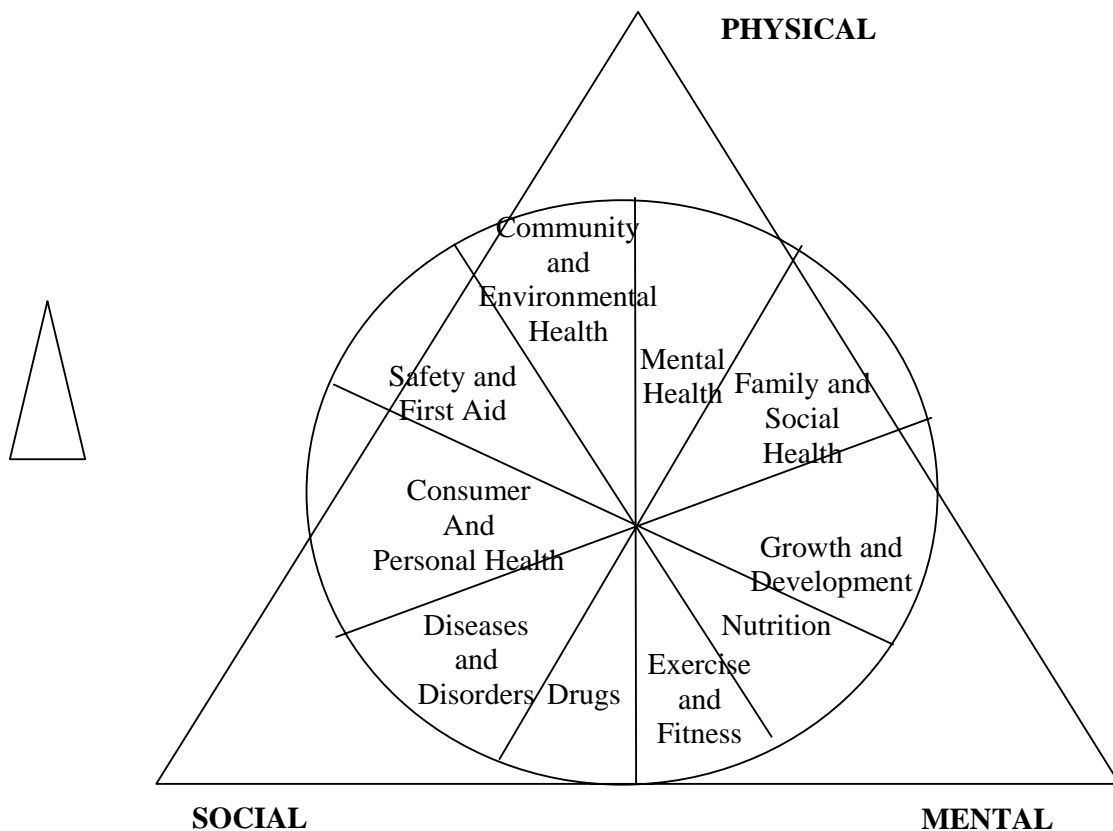 PHYSICAL
Community
and
Environmental
Health
Mental
Health
Family and
Social
Health
Safety and
First Aid
Consumer
And
Personal Health
Growth and
Development
Nutrition
Diseases
and
Disorders
Drugs
Exercise
and
Fitness
SOCIAL
MENTAL